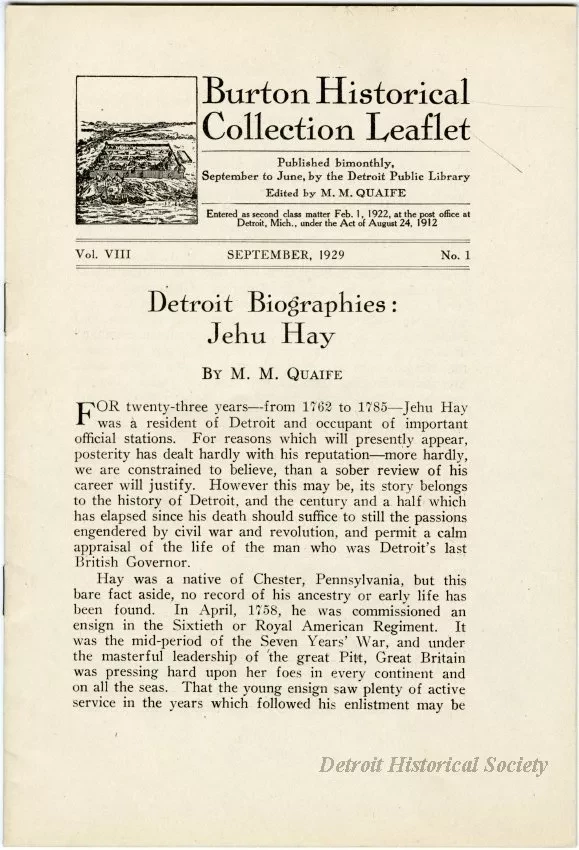 Burton Historical
Collection Leaflet
Published bimonthly,
September to June, by the Detroit Public Library
Edited by M. M. QUAIFE
Entered as second class matter Feb. 1, 1922, at the post office at
Detroit, Mich., under the Act of August 24, 1912
Vol. VIII SEPTEMBER, 1929 No. 1
Detroit Biographies:
Jehu Hay
BY M. M. QUAIFE
FOR twenty-three years—from 1762 to 1785—Jehu Hay
was a resident of Detroit and occupant of important
official stations. For reasons which will presently appear,
posterity has dealt hardly with his reputation—more hardly,
we are constrained to believe, than a sober review of his
career will justify. However this may be, its story belongs
to the history of Detroit, and the century and a half which
has elapsed since his death should suffice to still the passions
engendered by civil war and revolution, and permit a calm
appraisal of the life of the man who was Detroit's last
British Governor.
Hay was a native of Chester, Pennsylvania, but this
bare fact aside, no record of his ancestry or early life has
been found. In April, 1758, he was commissioned an
ensign in the Sixtieth or Royal American Regiment. It
was the mid-period of the Seven Years' War, and under
the masterful leadership of the great Pitt, Great Britain
was pressing hard upon her foes in every continent and
on all the seas. That the young ensign saw plenty of active
service in the years which followed his enlistment may be
Detroit Historical Society